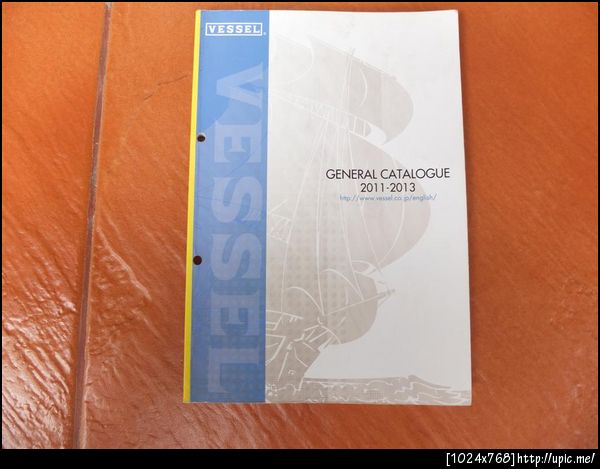 VESSEL
VESSEL
GENERAL CATALOGUE
2011-2013
http://www.vessel.co.jp/english/
[1024x768]http://upic.me/